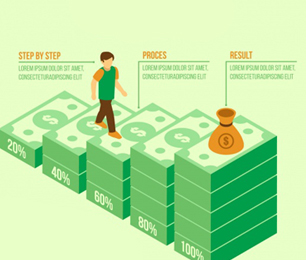 STEP BY STEP
LOREM IPSUM DOLOR SIT AMET,
CONSECTETURADIPISCING ELIT
PROCES
LOREM IPSUM DOLOR SIT AMET,
CONSECTETURADIPISCING ELIT
RESULT
LOREM IPSUM DOLOR SIT AMET,
CONSECTETURADIPISCING ELIT
20%
40%
60%
80%
100%